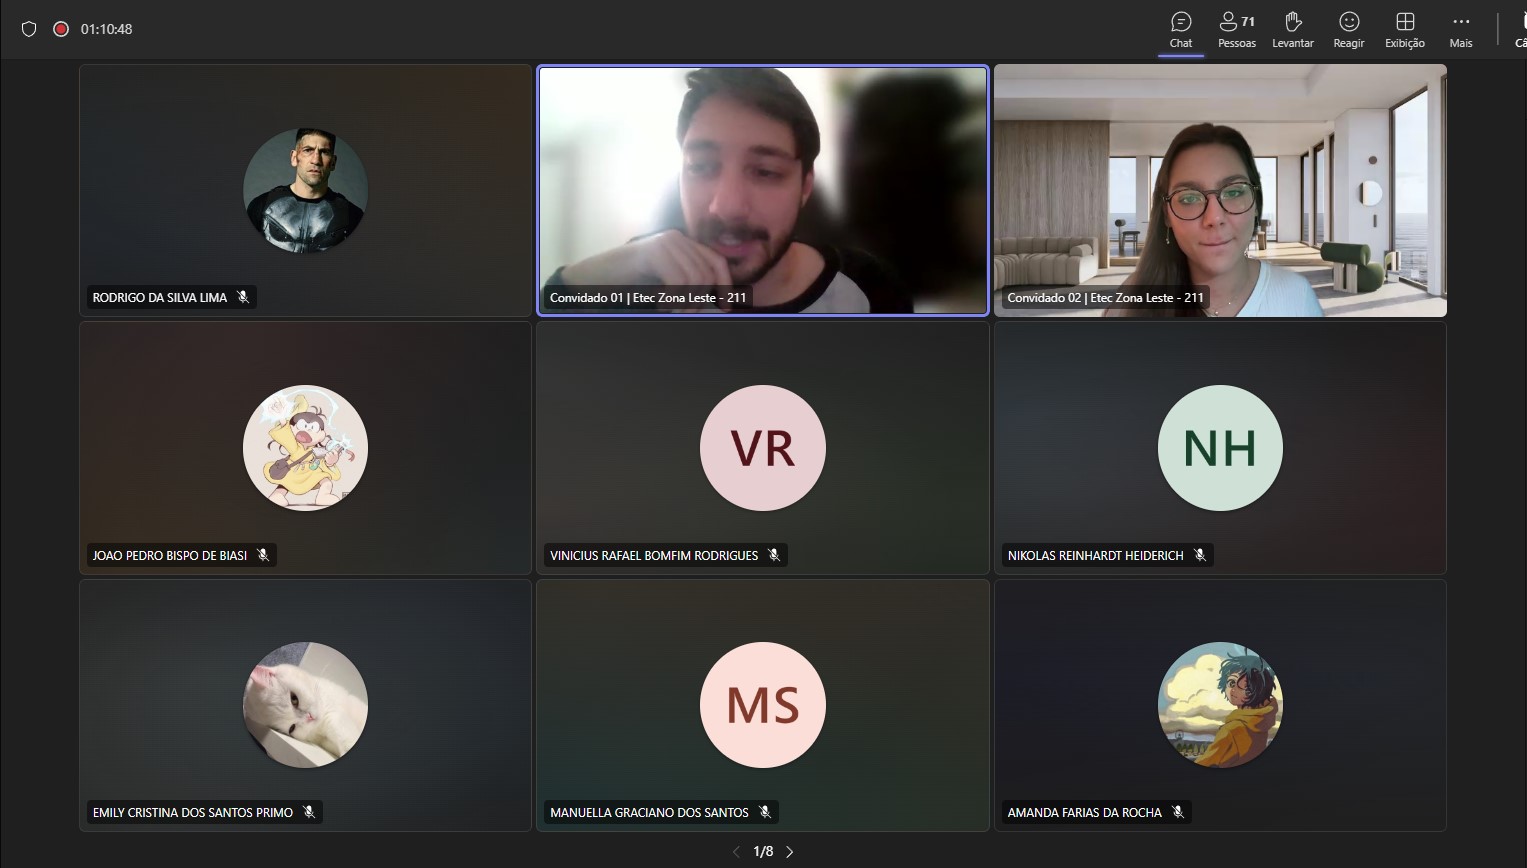 01:10:48
Chat
71
Pessoas
Levantar
Reagir
Exibição
Mais
RODRIGO DA SILVA LIMA
Convidado 01 | Etec Zona Leste - 211
Convidado 02 | Etec Zona Leste - 211
JOAO PEDRO BISPO DE BIASI
VR
VINICIUS RAFAEL BOMFIM RODRIGUES
NH
NIKOLAS REINHARDT HEIDERICH
EMILY CRISTINA DOS SANTOS PRIMO
MS
MANUELLA GRACIANO DOS SANTOS
AMANDA FARIAS DA ROCHA
1/8